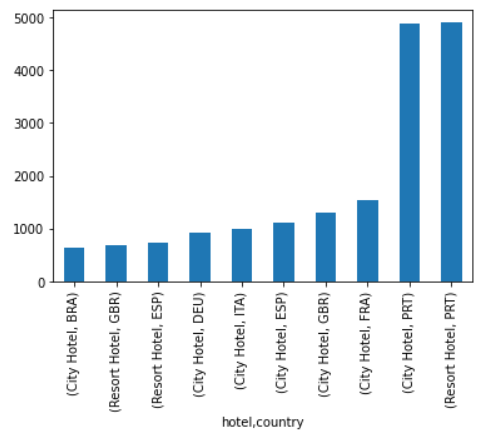 5000
4000
3000
2000
1000
0
(City Hotel, BRA)
(Resort Hotel, GBR)
(Resort Hotel, ESP)
(City Hotel, DEU)
(City Hotel, ITA)
(City Hotel, ESP)
(City Hotel, GBR)
(City Hotel, FRA)
(City Hotel, PRT)
(Resort Hotel, PRT)
hotel,country